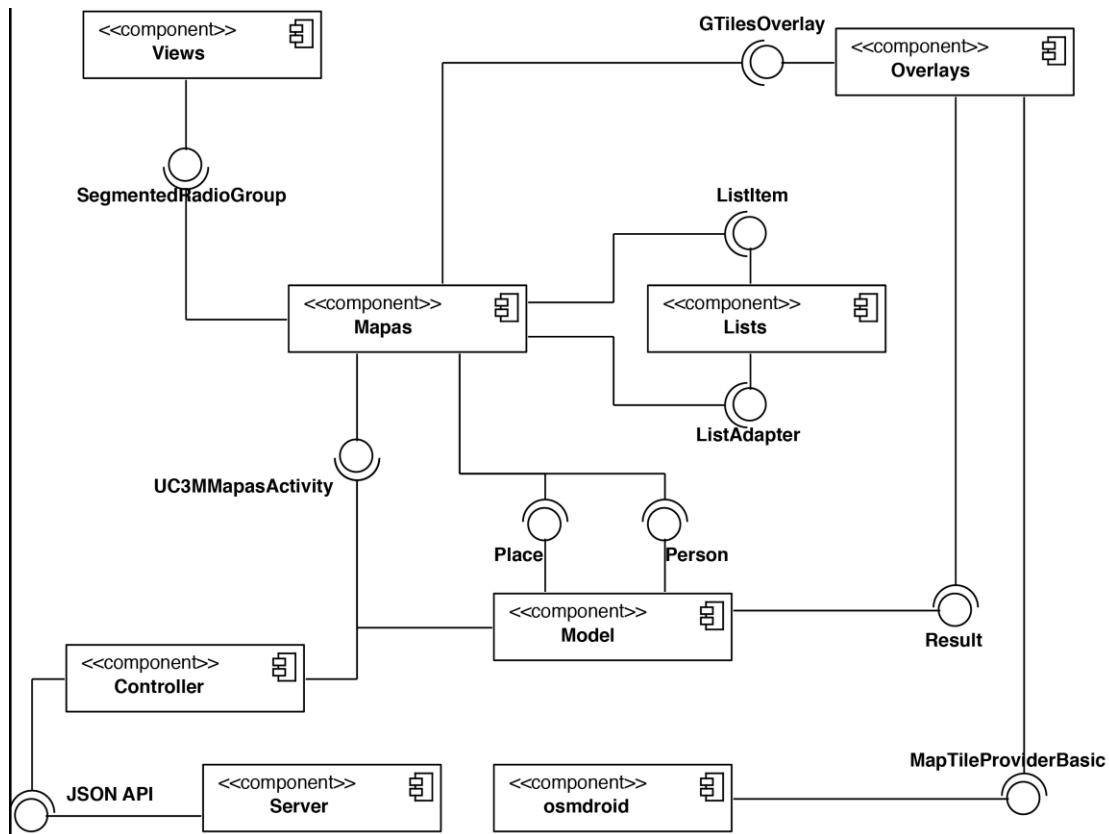 <<component>>
Views
GTilesOverlay
<<component>>
Overlays
SegmentedRadioGroup
ListItem
<<component>>
Mapas
<<component>>
Lists
ListAdapter
UC3MMapasActivity
Place
Person
<<component>>
Model
Result
<<component>>
Controller
MapTileProviderBasic
JSON API
<<component>>
Server
<<component>>
osmdroid